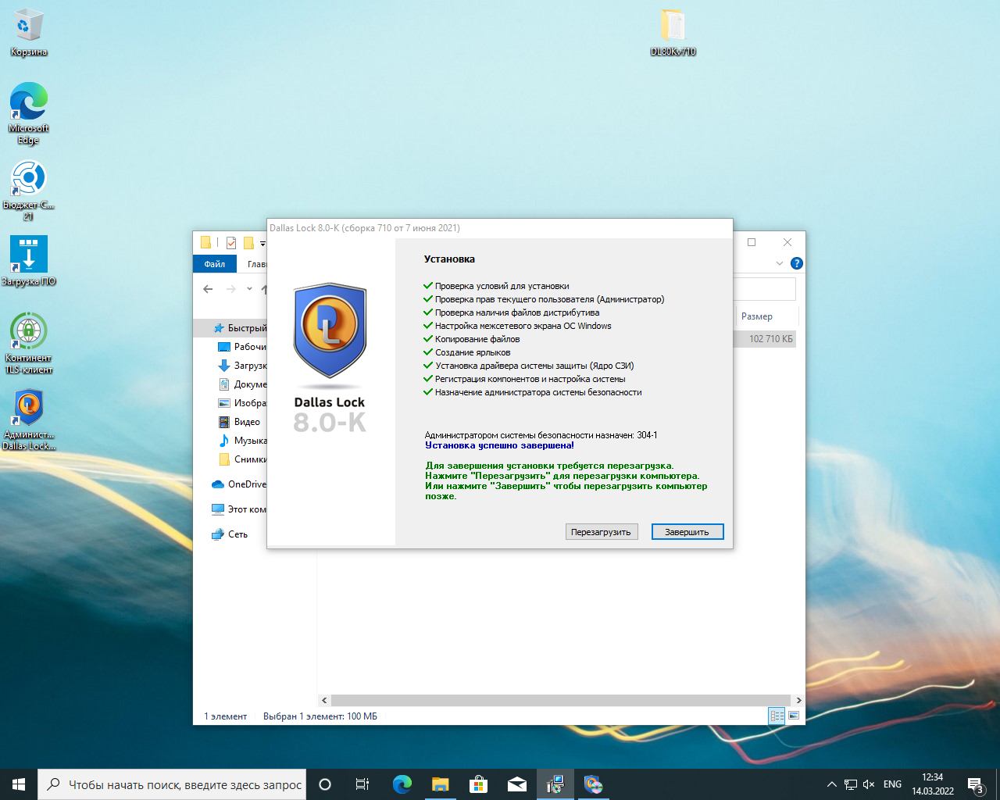 Корзина
DL80Kv710
Microsoft
Edge
Бюджет-С...
21
Загрузка ПО
Континент
TLS-клиент
Админист...
Dallas Lock...
Dallas Lock 8.0-K (сборка 710 от 7 июня 2021)
Файл
Быстрый
Рабочи
Загрузк
Докуме
Изобра
Видео
Музыка
Снимки
OneDrive
Этот ком
Сеть
Dallas Lock
8.0-K
Установка
Проверка условий для установки
Проверка прав текущего пользователя (Администратор)
Проверка наличия файлов дистрибутива
Настройка межсетевого экрана ОС Windows
Копирование файлов
Создание ярлыков
Установка драйвера системы защиты (Ядро СЗИ)
Регистрация компонентов и настройка системы
Назначение администратора системы безопасности
Администратором системы безопасности назначен: 304-1
Установка успешно завершена!
Для завершения установки требуется перезагрузка.
Нажмите "Перезагрузить" для перезагрузки компьютера.
Или нажмите "Завершить" чтобы перезагрузить компьютер
позже.
Перезагрузить
Завершить
Размер
102 710 КБ
1 элемент
Выбран 1 элемент: 100 МБ
Чтобы начать поиск, введите здесь запрос
ENG
12:34
14.03.2022
3